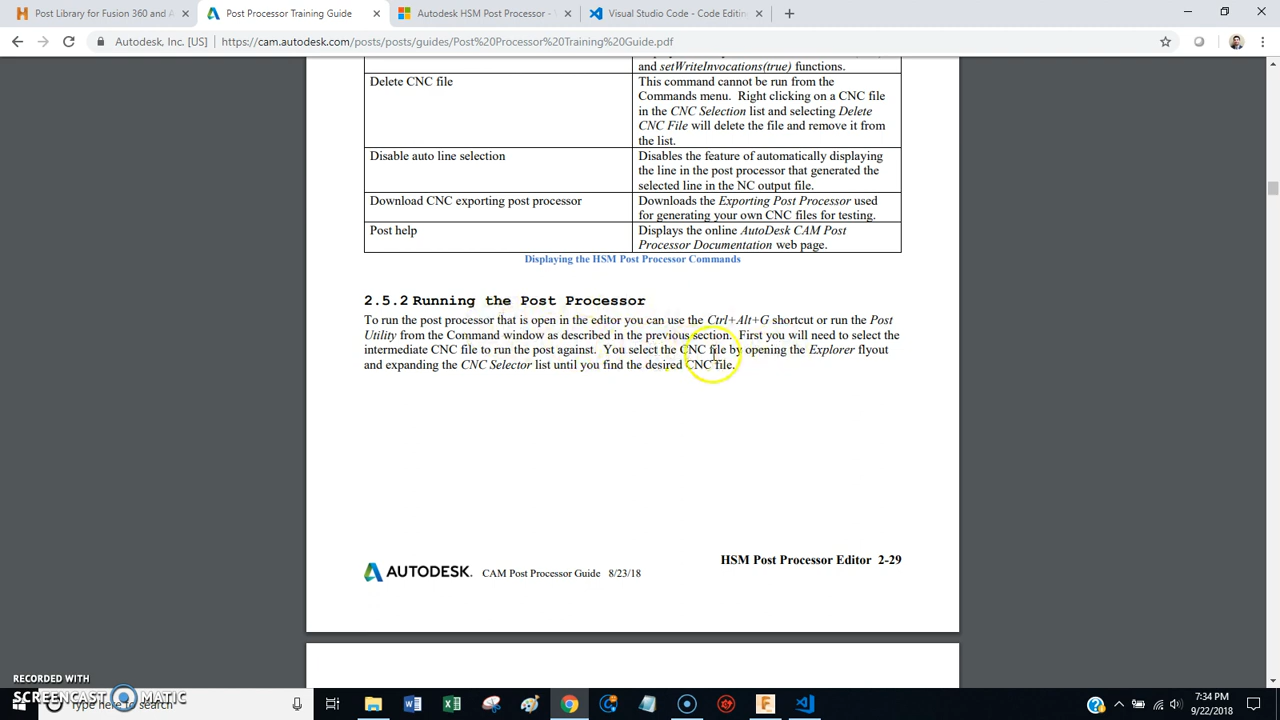 Post Library for Fusion 360 and A
Post Processor Training Guide
Autodesk HSM Post Processor - V
Visual Studio Code - Code Editin
Autodesk, Inc. [US] | https://cam.autodesk.com/posts/posts/guides/Post%20Processor%20Training%20Guide.pdf
and setWriteInvocations(true) functions.
Delete CNC file
This command cannot be run from the
Commands menu. Right clicking on a CNC file
in the CNC Selection list and selecting Delete
CNC File will delete the file and remove it from
the list.
Disable auto line selection
Disables the feature of automatically displaying
the line in the post processor that generated the
selected line in the NC output file.
Download CNC exporting post processor
Downloads the Exporting Post Processor used
for generating your own CNC files for testing.
Post help
Displays the online AutoDesk CAM Post
Processor Documentation web page.
Displaying the HSM Post Processor Commands
2.5.2 Running the Post Processor
To run the post processor that is open in the editor you can use the Ctrl+Alt+G shortcut or run the Post
Utility from the Command window as described in the previous section. First you will need to select the
intermediate CNC file to run the post against. You select the CNC file by opening the Explorer flyout
and expanding the CNC Selector list until you find the desired CNC file.
HSM Post Processor Editor 2-29
AUTODESK. CAM Post Processor Guide 8/23/18
RECORDED WITH
SCREENCAST MATIC
Type here to search
7:34 PM
9/22/2018